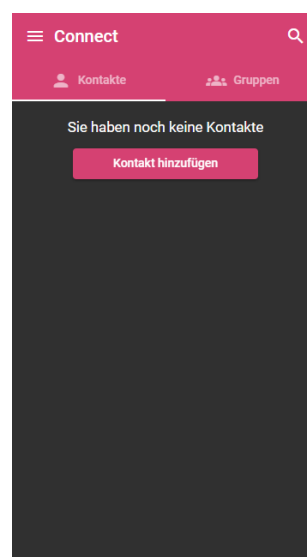 Connect
Kontakte
Gruppen
Sie haben noch keine Kontakte
Kontakt hinzufügen